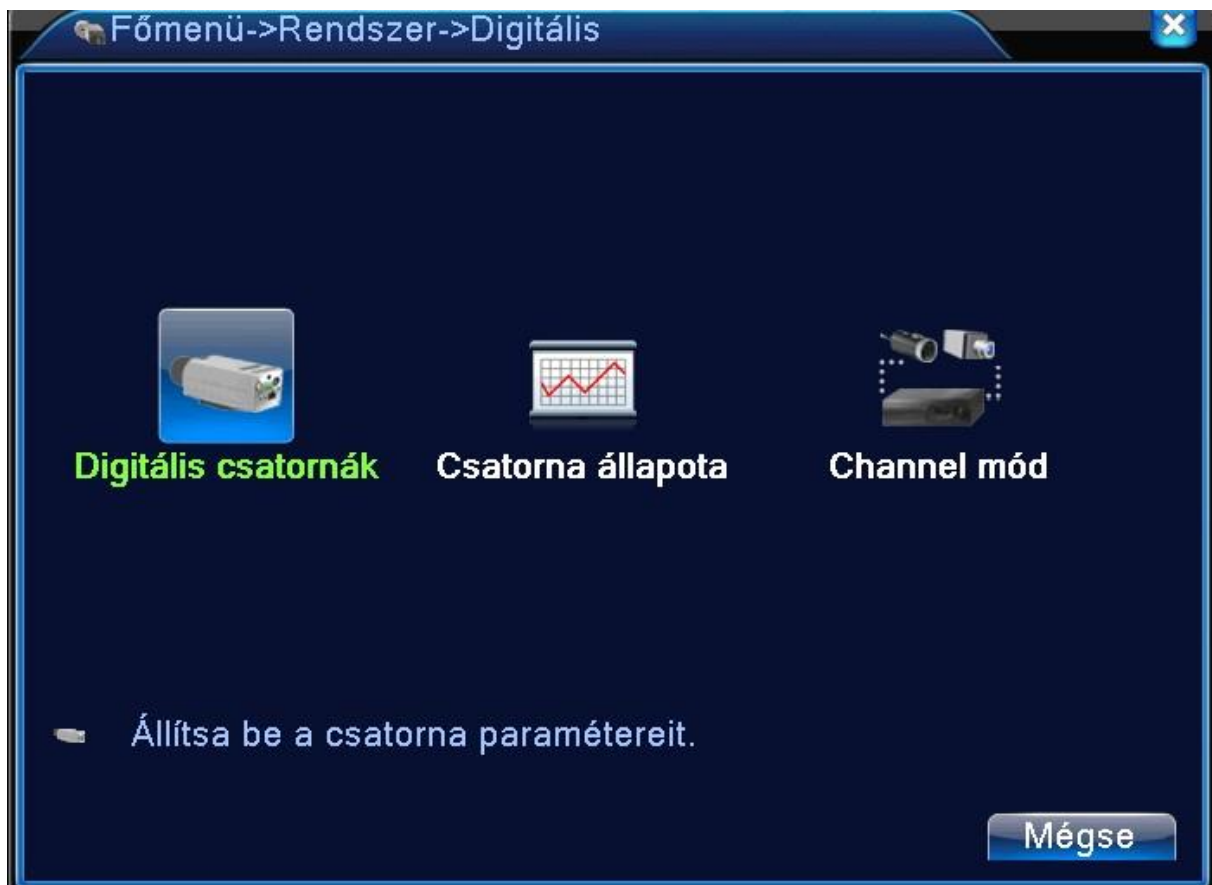 Főmenü->Rendszer->Digitális
Digitális csatornák
Csatorna állapota
Channel mód
Állítsa be a csatorna paramétereit.
Mégse